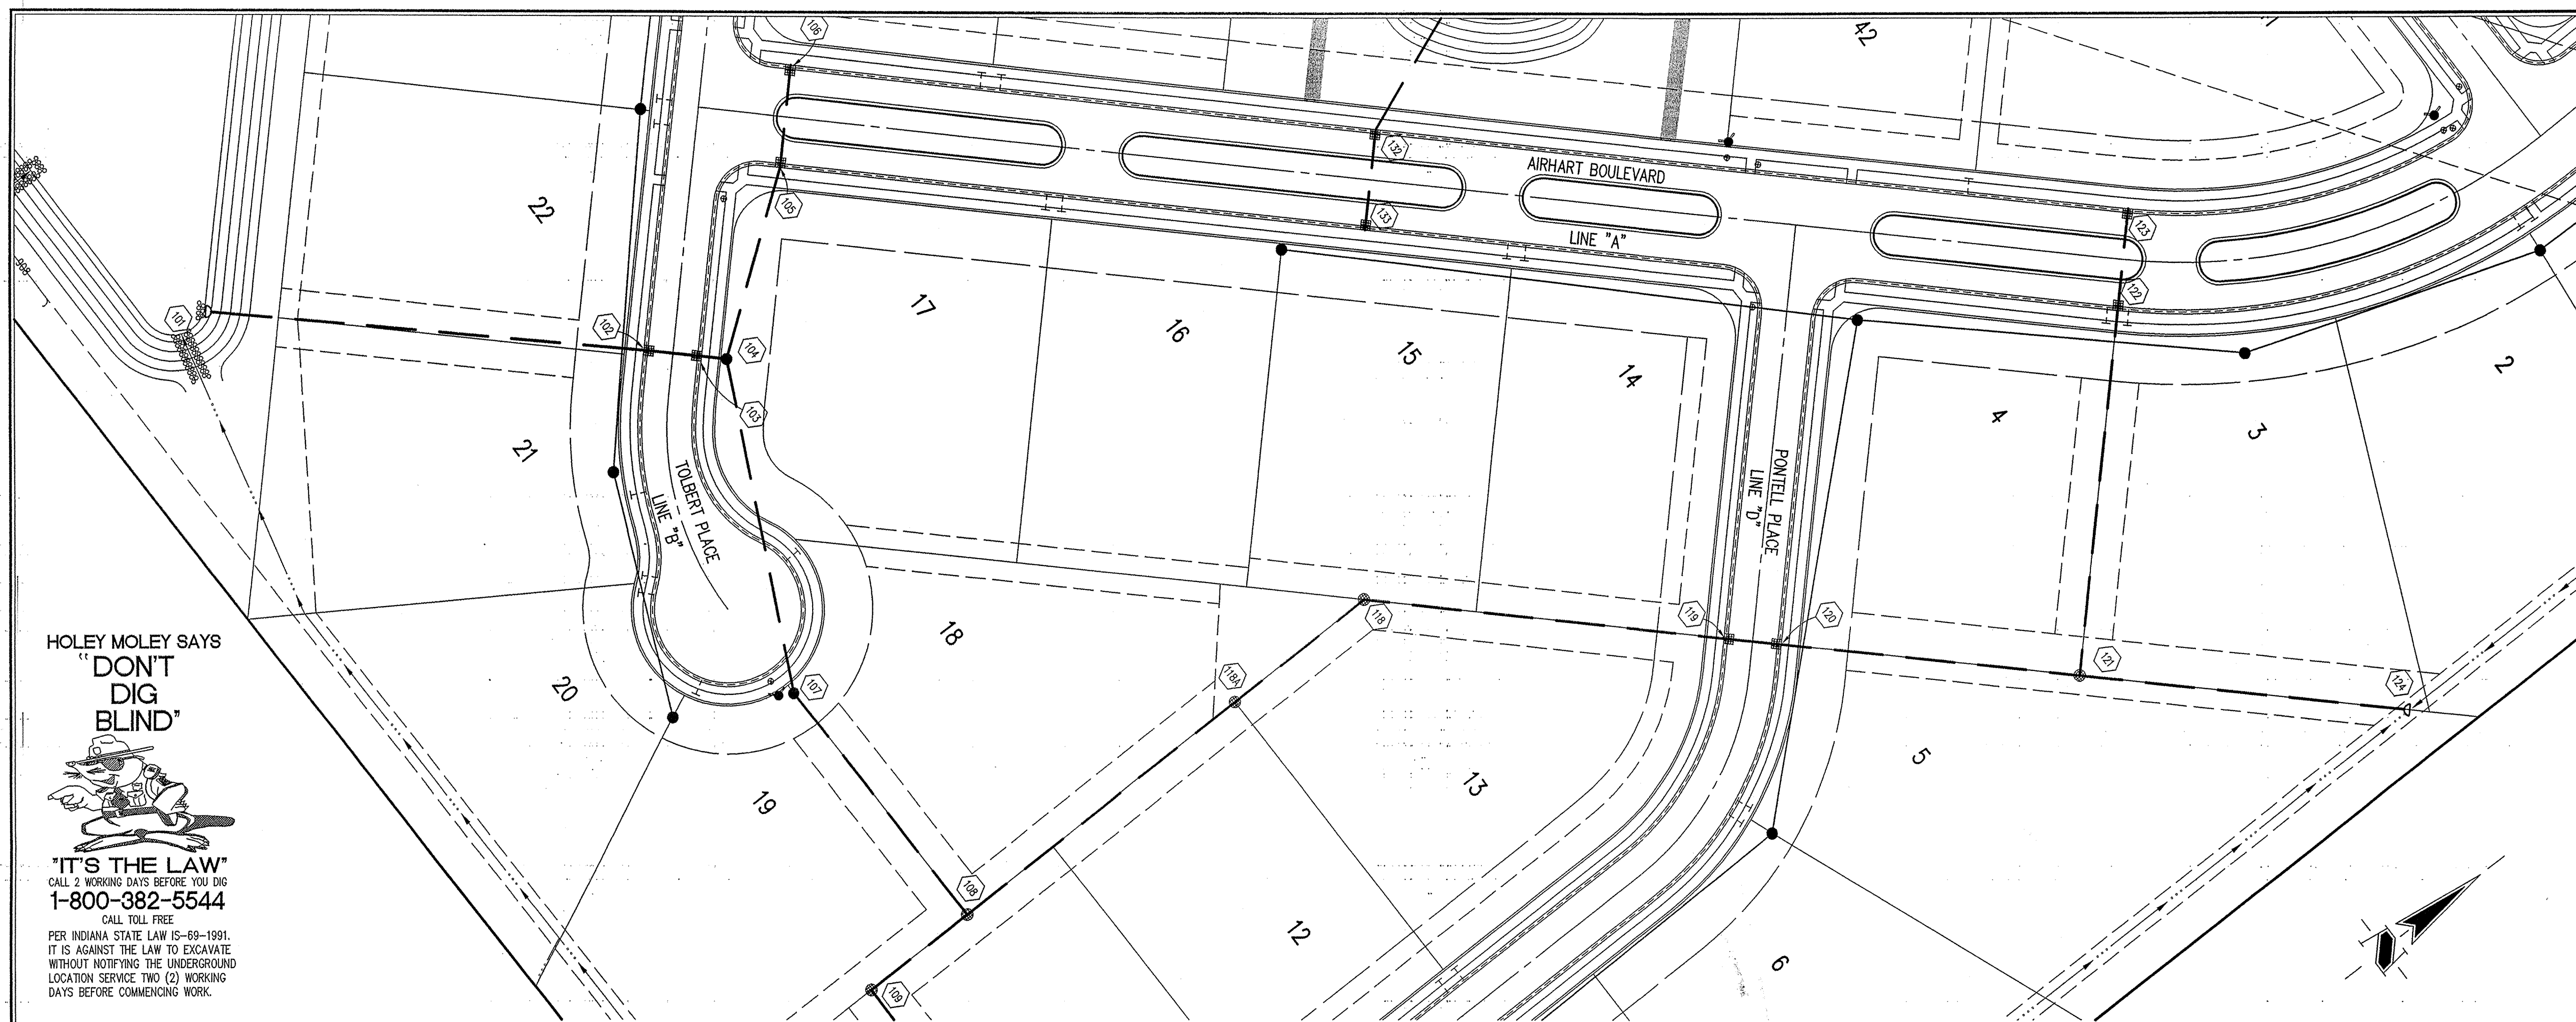 106
42
132
105
AIRHART BOULEVARD
133
LINE "A"
123
122
22
908
101
102
104
103
17
16
15
14
4
3
2
21
TOLBERT PLACE
LINE "B"
PONTELL PLACE
LINE "D"
118
119
120
121
124
18
118A
20
107
19
13
5
108
12
6
109
HOLEY MOLEY SAYS
"DON'T
DIG
BLIND"
"IT'S THE LAW"
CALL 2 WORKING DAYS BEFORE YOU DIG
1-800-382-5544
CALL TOLL FREE
PER INDIANA STATE LAW IS-69-1991.
IT IS AGAINST THE LAW TO EXCAVATE
WITHOUT NOTIFYING THE UNDERGROUND
LOCATION SERVICE TWO (2) WORKING
DAYS BEFORE COMMENCING WORK.